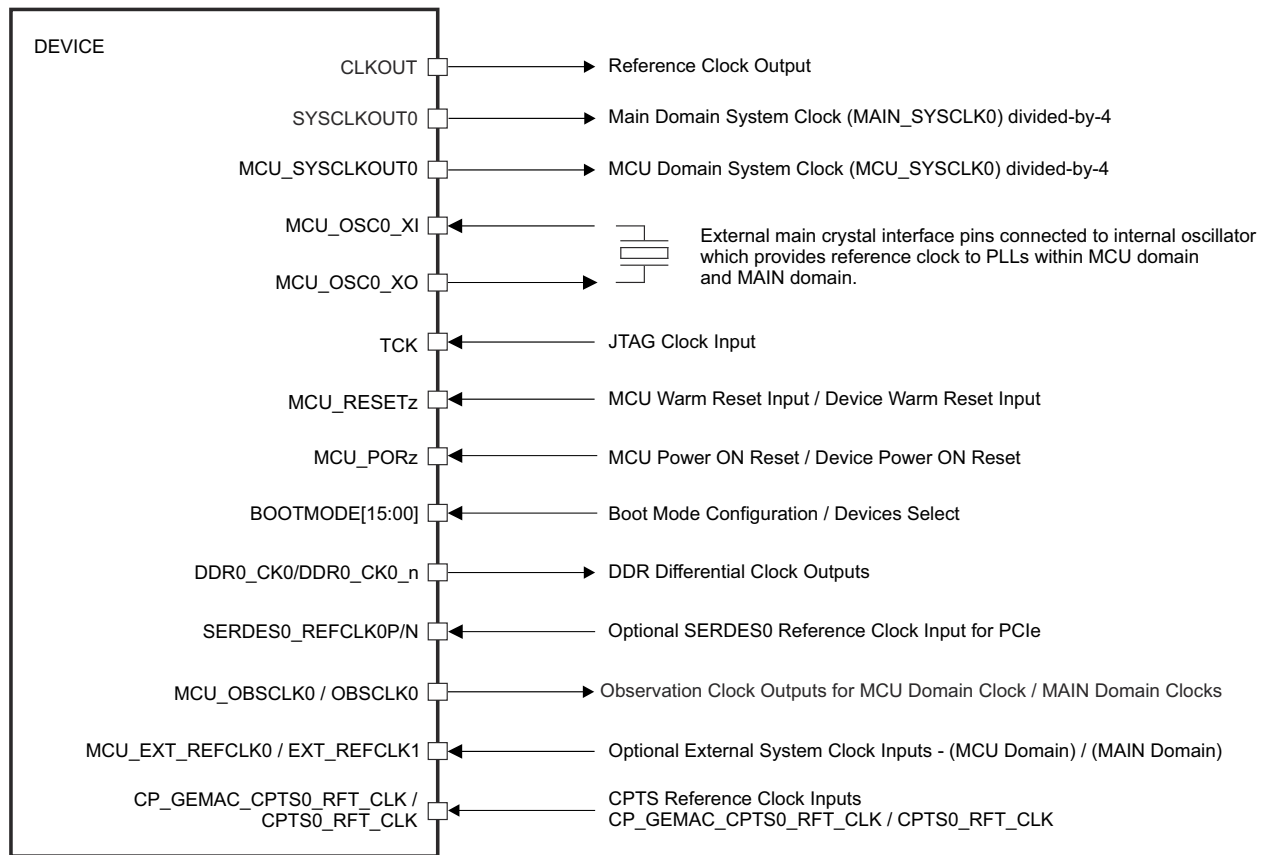 DEVICE
CLKOUT
Reference Clock Output
SYSCLKOUT0
Main Domain System Clock (MAIN_SYSCLK0) divided-by-4
MCU_SYSCLKOUT0
MCU Domain System Clock (MCU_SYSCLK0) divided-by-4
MCU_OSC0_XI
MCU_OSC0_XO
External main crystal interface pins connected to internal oscillator
which provides reference clock to PLLs within MCU domain
and MAIN domain.
TCK
JTAG Clock Input
MCU_RESETz
MCU Warm Reset Input / Device Warm Reset Input
MCU_PORz
MCU Power ON Reset / Device Power ON Reset
BOOTMODE[15:00]
Boot Mode Configuration / Devices Select
DDR0_CK0/DDR0_CK0_n
DDR Differential Clock Outputs
SERDES0_REFCLK0P/N
Optional SERDES0 Reference Clock Input for PCIe
MCU_OBSCLK0 / OBSCLK0
Observation Clock Outputs for MCU Domain Clock / MAIN Domain Clocks
MCU_EXT_REFCLK0 / EXT_REFCLK1
Optional External System Clock Inputs - (MCU Domain) / (MAIN Domain)
CP_GEMAC_CPTS0_RFT_CLK /
CPTS0_RFT_CLK
CPTS Reference Clock Inputs
CP_GEMAC_CPTS0_RFT_CLK / CPTS0_RFT_CLK